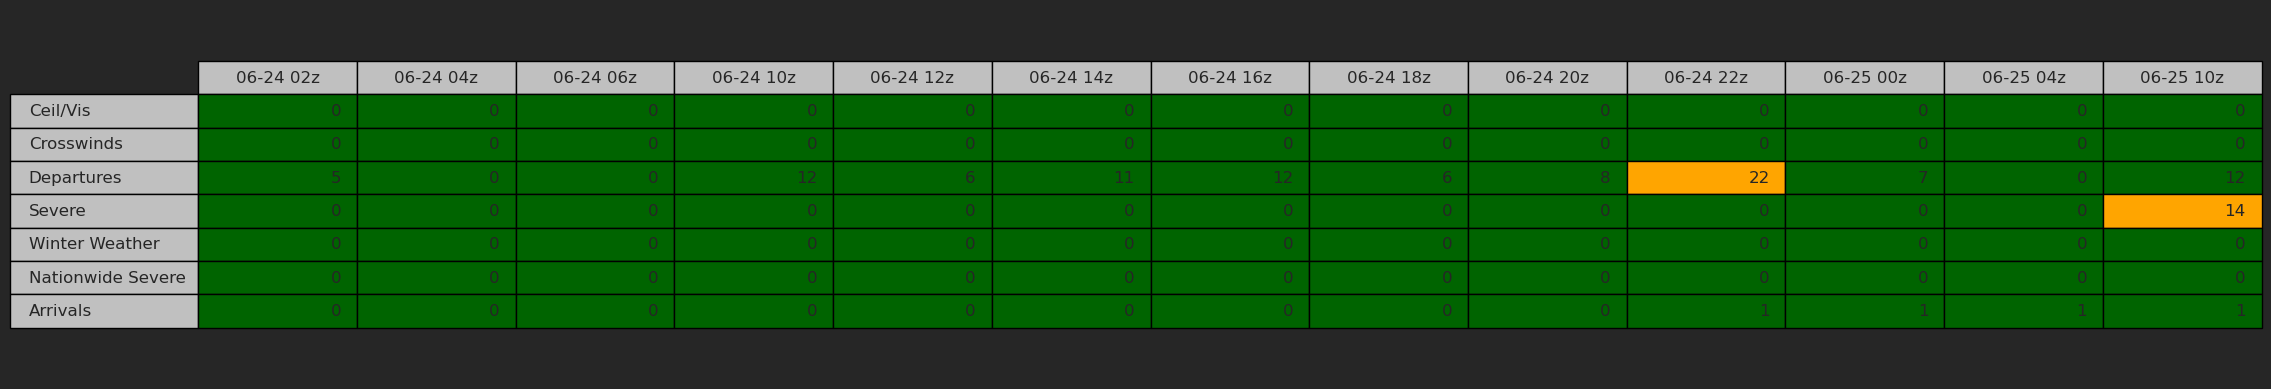 06-24 02z 06-24 04z 06-24 06z 06-24 10z 06-24 12z 06-24 14z 06-24 16z 06-24 18z 06-24 20z 06-24 22z 06-25 00z 06-25 04z 06-25 10z
Ceil/Vis 0 0 0 0 0 0 0 0 0 0 0 0 0
Crosswinds 0 0 0 0 0 0 0 0 0 0 0 0 0
Departures 5 0 0 12 6 11 12 6 8 22 7 0 12
Severe 0 0 0 0 0 0 0 0 0 0 0 0 14
Winter Weather 0 0 0 0 0 0 0 0 0 0 0 0 0
Nationwide Severe 0 0 0 0 0 0 0 0 0 0 0 0 0
Arrivals 0 0 0 0 0 0 0 0 0 1 1 1 1